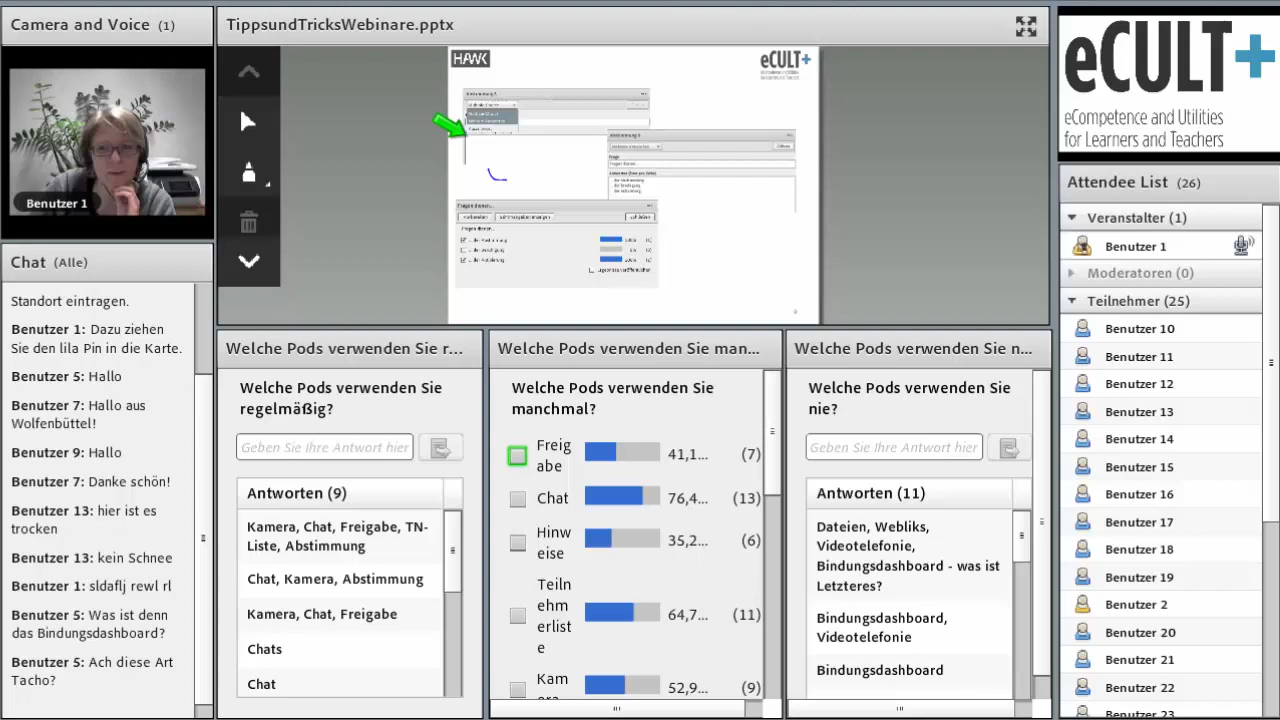 Camera and Voice (1)
Benutzer 1
Chat (Alle)
Standort eintragen.
Benutzer 1: Dazu ziehen
Sie den lila Pin in die Karte.
Benutzer 5: Hallo
Benutzer 7: Hallo aus
Wolfenbüttel!
Benutzer 9: Hallo
Benutzer 7: Danke schön!
Benutzer 13: hier ist es
trocken
Benutzer 13: kein Schnee
Benutzer 1: sldaflj rewl rl
Benutzer 5: Was ist denn
das Bindungsdashboard?
Benutzer 5: Ach diese Art
Tacho?
TippsundTricksWebinare.pptx
HAWK
eCULT+
Welche Pods verwenden Sie r...
Welche Pods verwenden Sie
regelmäßig?
Geben Sie Ihre Antwort hier
Antworten (9)
Kamera, Chat, Freigabe, TN-
Liste, Abstimmung
Chat, Kamera, Abstimmung
Kamera, Chat, Freigabe
Chats
Chat
Welche Pods verwenden Sie man...
Welche Pods verwenden Sie
manchmal?
Freig
abe
41,1... (7)
Chat 76,4... (13)
Hinw
eise
35,2... (6)
Teiln
ehm
erlist
e
64,7... (11)
Kam
era
52,9... (9)
Welche Pods verwenden Sie n...
Welche Pods verwenden Sie
nie?
Geben Sie Ihre Antwort hier
Antworten (11)
Dateien, Webliks,
Videotelefonie,
Bindungsdashboard - was ist
Letzteres?
Bindungsdashboard,
Videotelefonie
Bindungsdashboard
eCULT+
eCompetence and Utilities
for Learners and Teachers
Attendee List (26)
Veranstalter (1)
Benutzer 1
Moderatoren (0)
Teilnehmer (25)
Benutzer 10
Benutzer 11
Benutzer 12
Benutzer 13
Benutzer 14
Benutzer 15
Benutzer 16
Benutzer 17
Benutzer 18
Benutzer 19
Benutzer 2
Benutzer 20
Benutzer 21
Benutzer 22
Benutzer 23